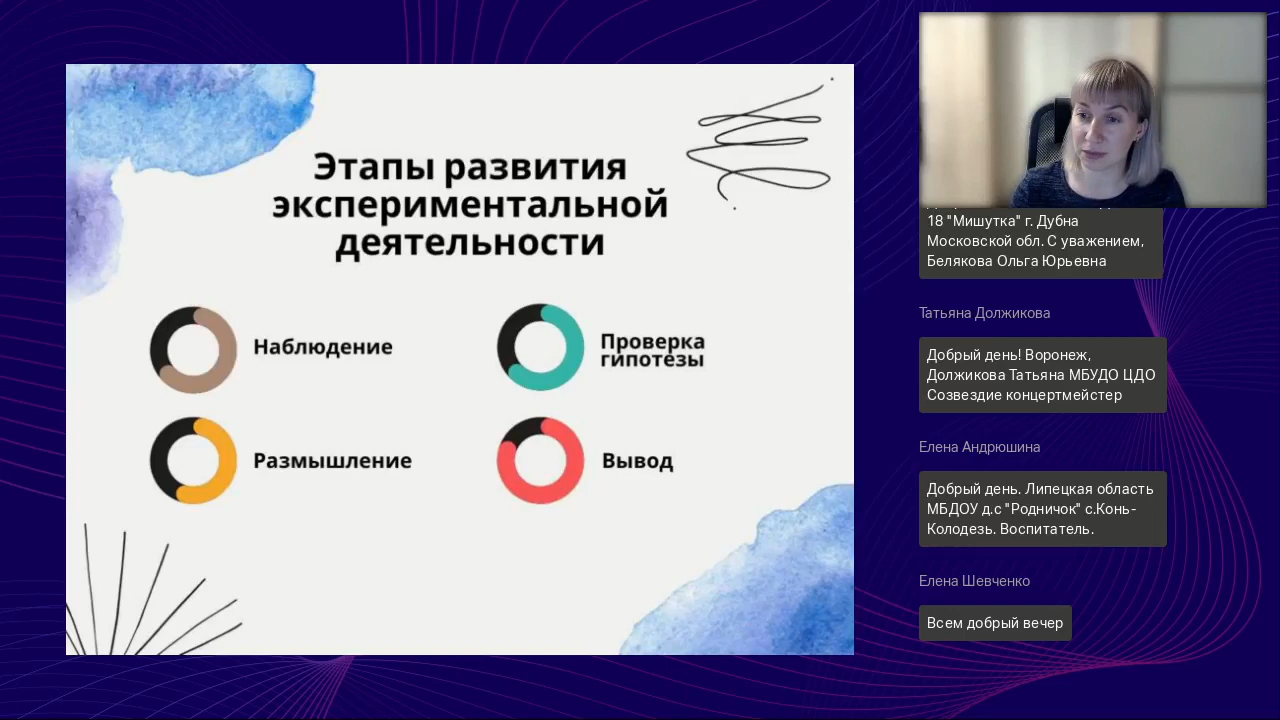 Этапы развития
экспериментальной
деятельности
Наблюдение
Проверка
гипотезы
Размышление
Вывод
18 "Мишутка" г. Дубна
Московской обл. С уважением,
Белякова Ольга Юрьевна
Татьяна Должикова
Добрый день! Воронеж,
Должикова Татьяна МБУДО ЦДО
Созвездие концертмейстер
Елена Андрюшина
Добрый день. Липецкая область
МБДОУ д.с "Родничок" с.Конь-
Колодезь. Воспитатель.
Елена Шевченко
Всем добрый вечер